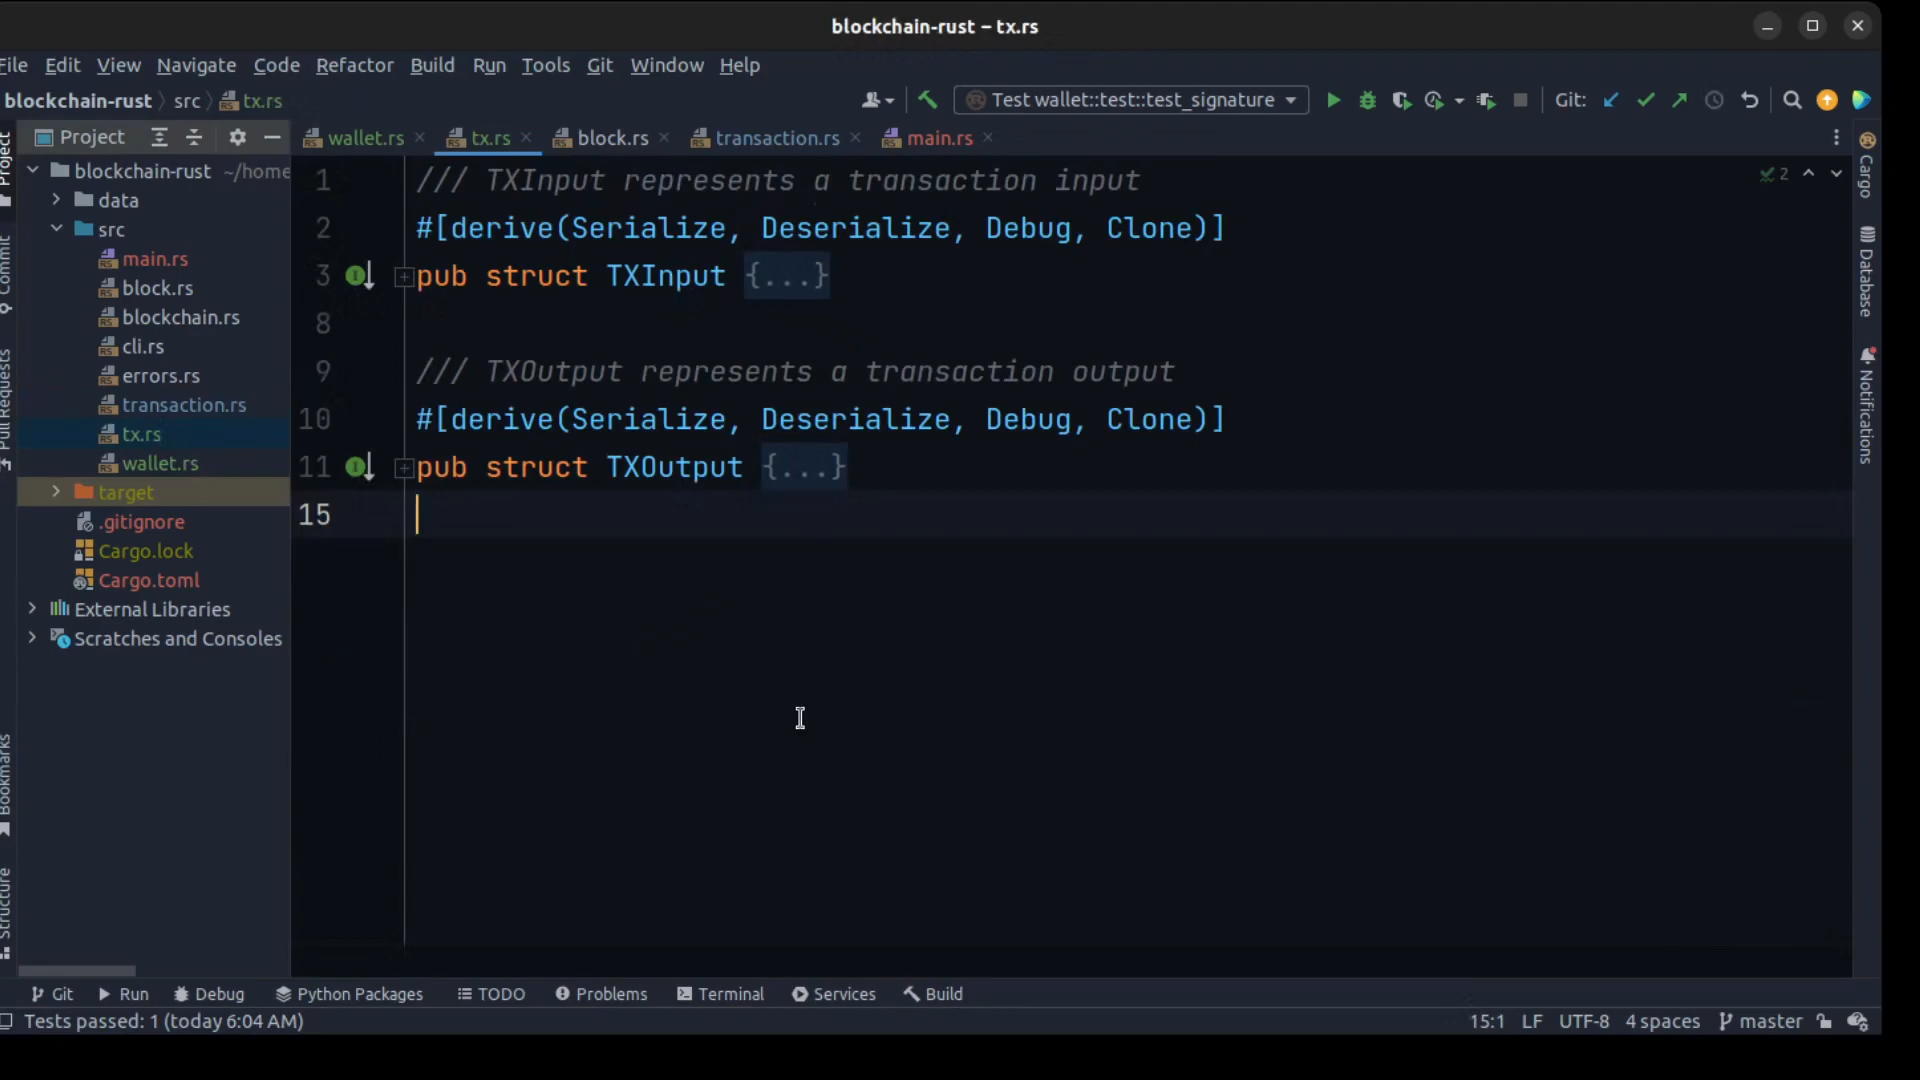 blockchain-rust – tx.rs
File Edit View Navigate Code Refactor Build Run Tools Git Window Help
blockchain-rust src tx.rs
Test wallet::test::test_signature
Git:
Project
wallet.rs
tx.rs
block.rs
transaction.rs
main.rs
blockchain-rust ~/home
data
src
main.rs
block.rs
blockchain.rs
cli.rs
errors.rs
transaction.rs
tx.rs
wallet.rs
target
.gitignore
Cargo.lock
Cargo.toml
External Libraries
Scratches and Consoles
1 /// TXInput represents a transaction input
2 #[derive(Serialize, Deserialize, Debug, Clone)]
3 pub struct TXInput {...}
8
9 /// TXOutput represents a transaction output
10 #[derive(Serialize, Deserialize, Debug, Clone)]
11 pub struct TXOutput {...}
15
2
Project
Commit
Pull Requests
Bookmarks
Structure
Cargo
Database
Notifications
Git Run Debug Python Packages TODO Problems Terminal Services Build
Tests passed: 1 (today 6:04 AM)
15:1 LF UTF-8 4 spaces master